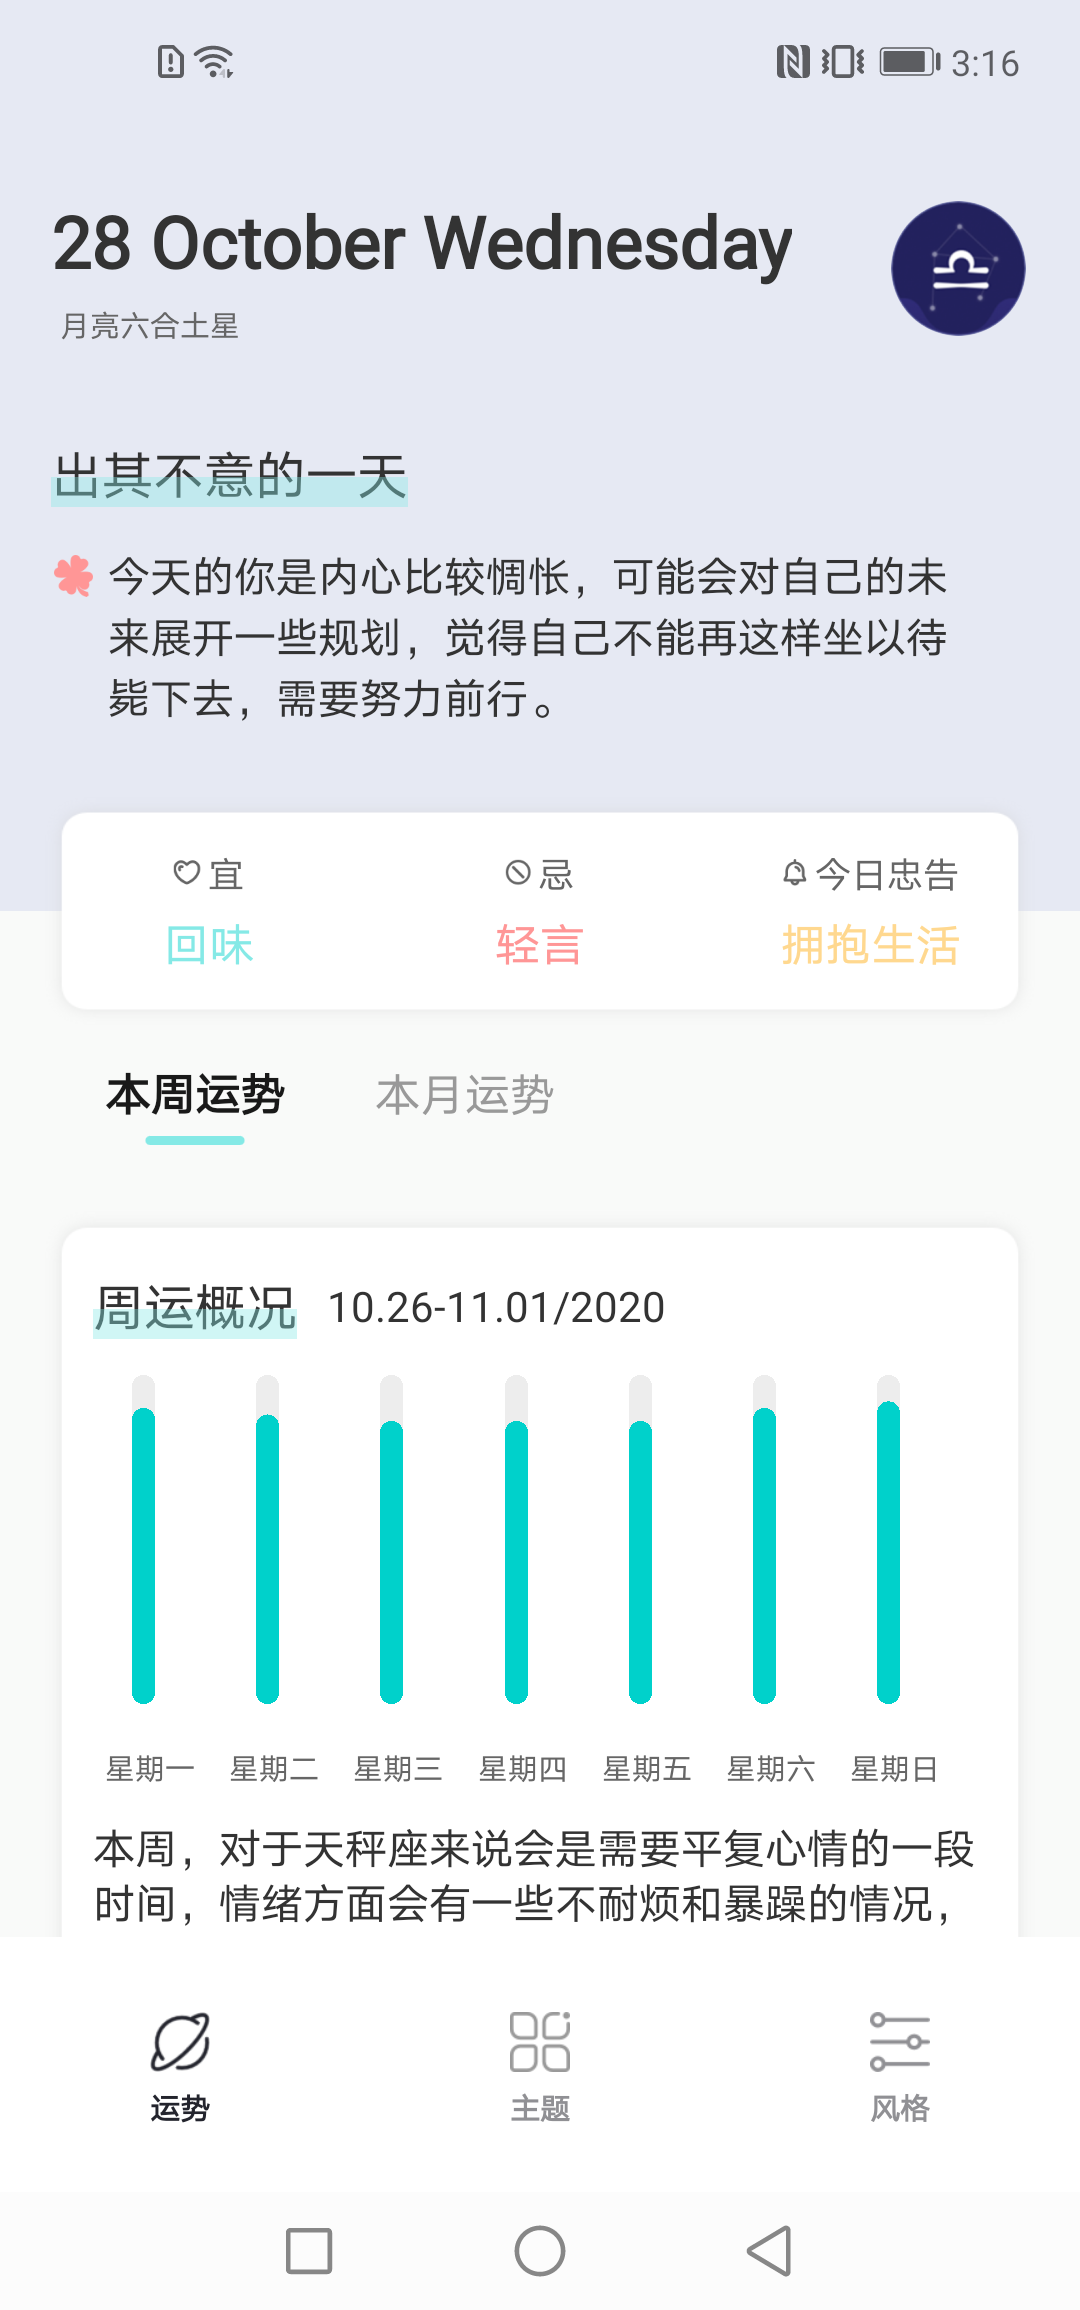 3:16
28 October Wednesday
月亮六合土星
出其不意的一天
今天的你是内心比较惆怅，可能会对自己的未
来展开一些规划，觉得自己不能再这样坐以待
毙下去，需要努力前行。
宜 忌 今日忠告
回味 轻言 拥抱生活
本周运势 本月运势
周运概况 10.26-11.01/2020
星期一 星期二 星期三 星期四 星期五 星期六 星期日
本周，对于天秤座来说会是需要平复心情的一段
时间，情绪方面会有一些不耐烦和暴躁的情况，
运势 主题 风格